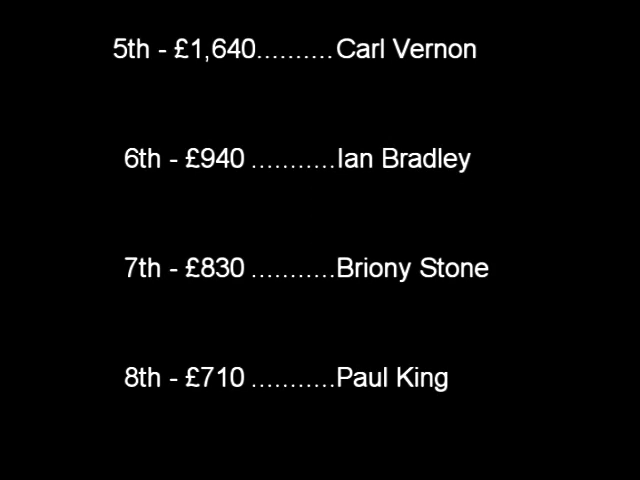 5th - £1,640..........Carl Vernon
6th - £940 ...........Ian Bradley
7th - £830 ...........Briony Stone
8th - £710 ...........Paul King